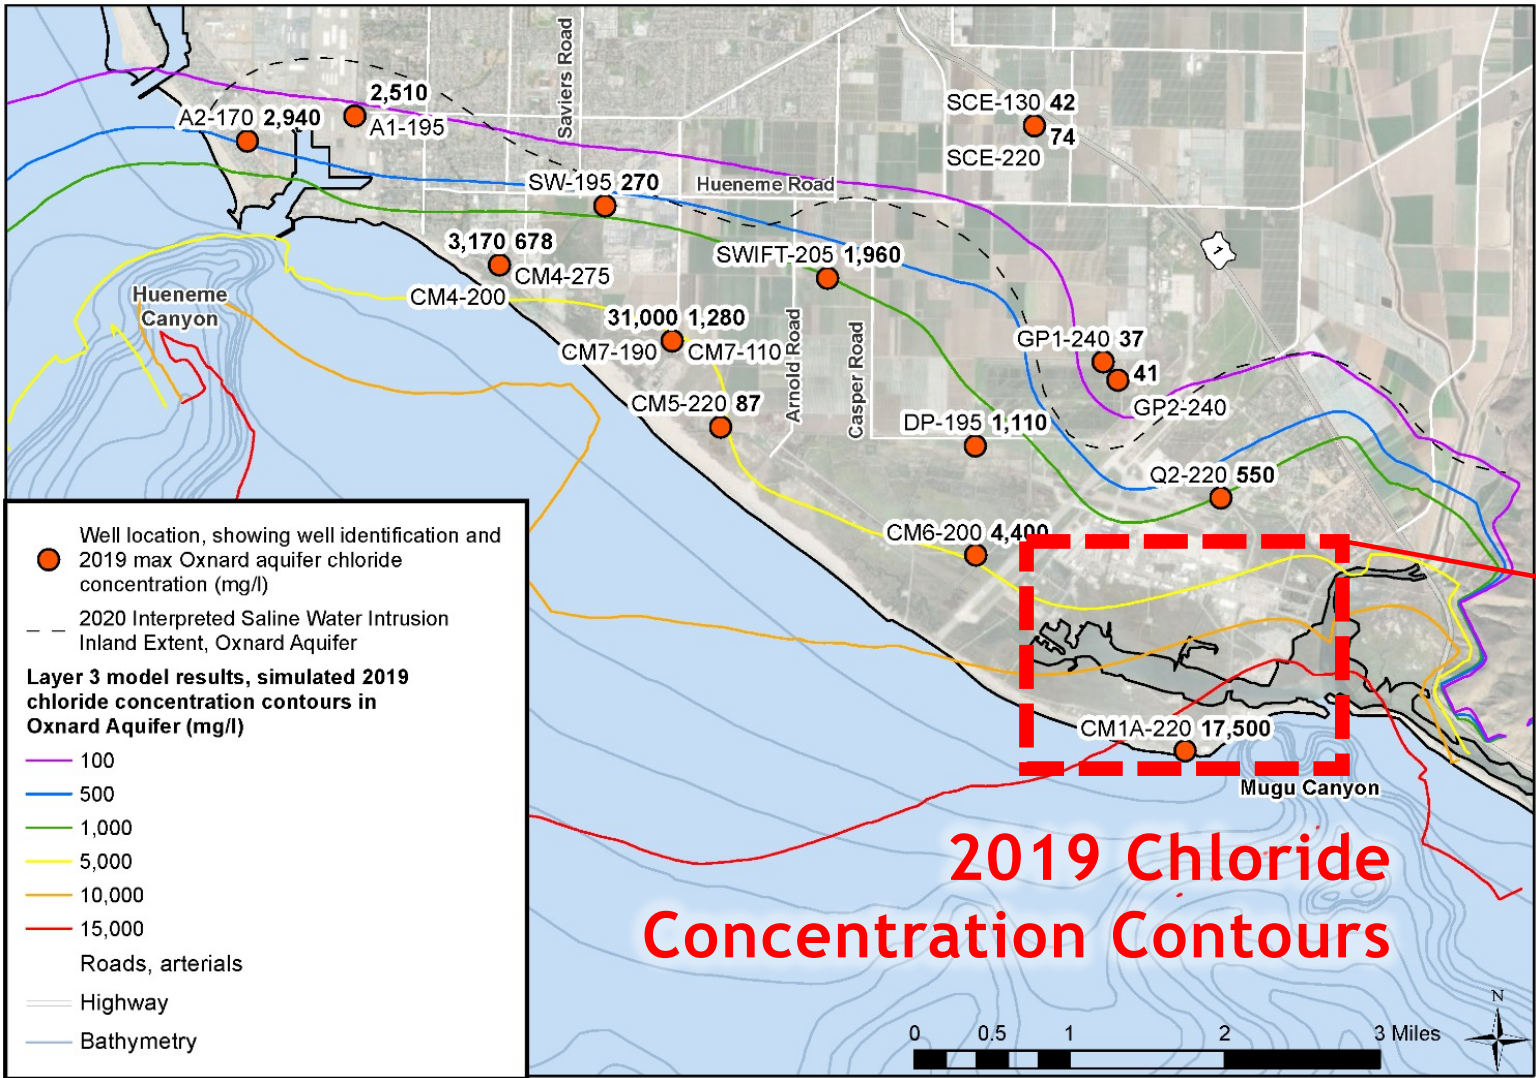 Saviers Road
2,510
A2-170 2,940
A1-195
SCE-130 42
74
SCE-220
SW-195 270
Hueneme Road
3,170 678
CM4-275
CM4-200
SWIFT-205 1,960
1
Hueneme
Canyon
31,000 1,280
CM7-190
CM7-110
Arnold Road
Casper Road
GP1-240 37
41
GP2-240
CM5-220 87
DP-195 1,110
Q2-220 550
CM6-200 4,400
CM1A-220 17,500
Mugu Canyon
Well location, showing well identification and
2019 max Oxnard aquifer chloride
concentration (mg/l)
2020 Interpreted Saline Water Intrusion
Inland Extent, Oxnard Aquifer
Layer 3 model results, simulated 2019
chloride concentration contours in
Oxnard Aquifer (mg/l)
100
500
1,000
5,000
10,000
15,000
Roads, arterials
Highway
Bathymetry
2019 Chloride
Concentration Contours
N
0 0.5 1 2 3 Miles